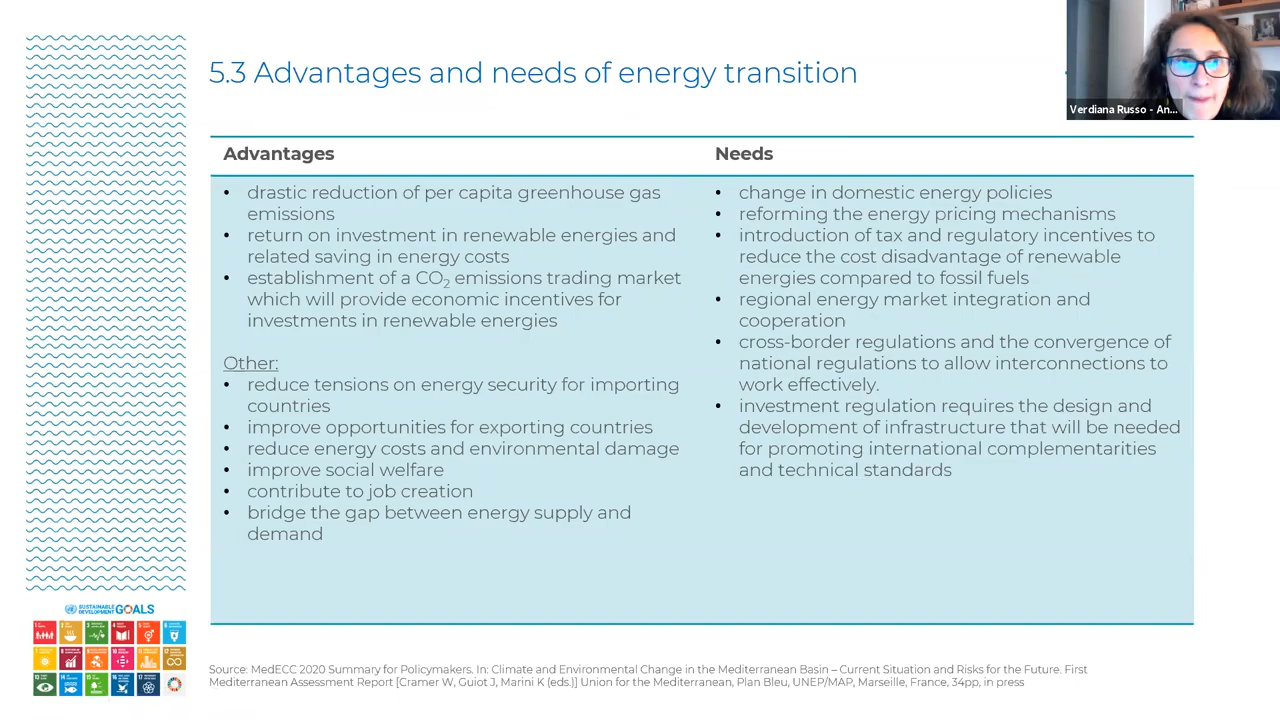 5.3 Advantages and needs of energy transition
Verdiana Russo - An...
Advantages
• drastic reduction of per capita greenhouse gas
emissions
• return on investment in renewable energies and
related saving in energy costs
• establishment of a CO₂ emissions trading market
which will provide economic incentives for
investments in renewable energies
Other:
• reduce tensions on energy security for importing
countries
• improve opportunities for exporting countries
• reduce energy costs and environmental damage
• improve social welfare
• contribute to job creation
• bridge the gap between energy supply and
demand
Needs
• change in domestic energy policies
• reforming the energy pricing mechanisms
• introduction of tax and regulatory incentives to
reduce the cost disadvantage of renewable
energies compared to fossil fuels
• regional energy market integration and
cooperation
• cross-border regulations and the convergence of
national regulations to allow interconnections to
work effectively.
• investment regulation requires the design and
development of infrastructure that will be needed
for promoting international complementarities
and technical standards
SUSTAINABLE
DEVELOPMENT GOALS
Source: MedECC 2020 Summary for Policymakers. In: Climate and Environmental Change in the Mediterranean Basin – Current Situation and Risks for the Future. First
Mediterranean Assessment Report [Cramer W, Guiot J, Marini K (eds.)] Union for the Mediterranean, Plan Bleu, UNEP/MAP, Marseille, France, 34pp, in press